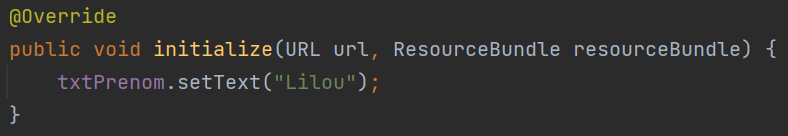 @Override
public void initialize(URL url, ResourceBundle resourceBundle) {
    txtPrenom.setText("Lilou");
}